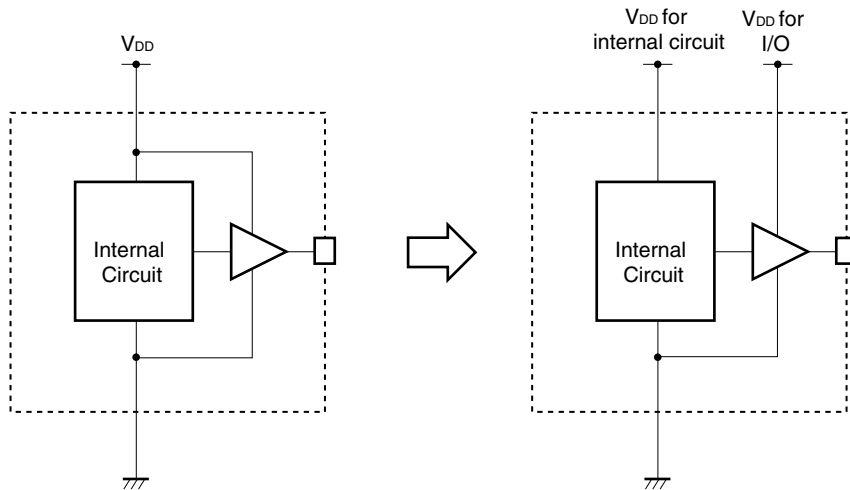 VDD
Internal
Circuit
VDD for
internal circuit
VDD for
I/O
Internal
Circuit